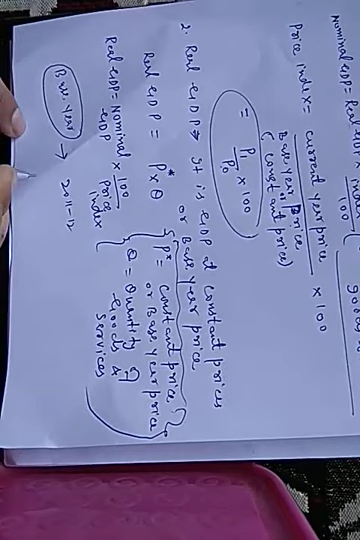 Nominal GDP = Real GDP ×
100
goods
Price index = Current year price × 100
Base year Price
or
(constant price)
= P1 × 100
P0
2. Real GDP → It is GDP at constant prices
or Base year price
Real GDP = P* × Q
{ P* = Constant price
or Base year price
Q = Quantity of
Goods &
Services
Real GDP = Nominal GDP × 100
Price index
Base year → 2011-12